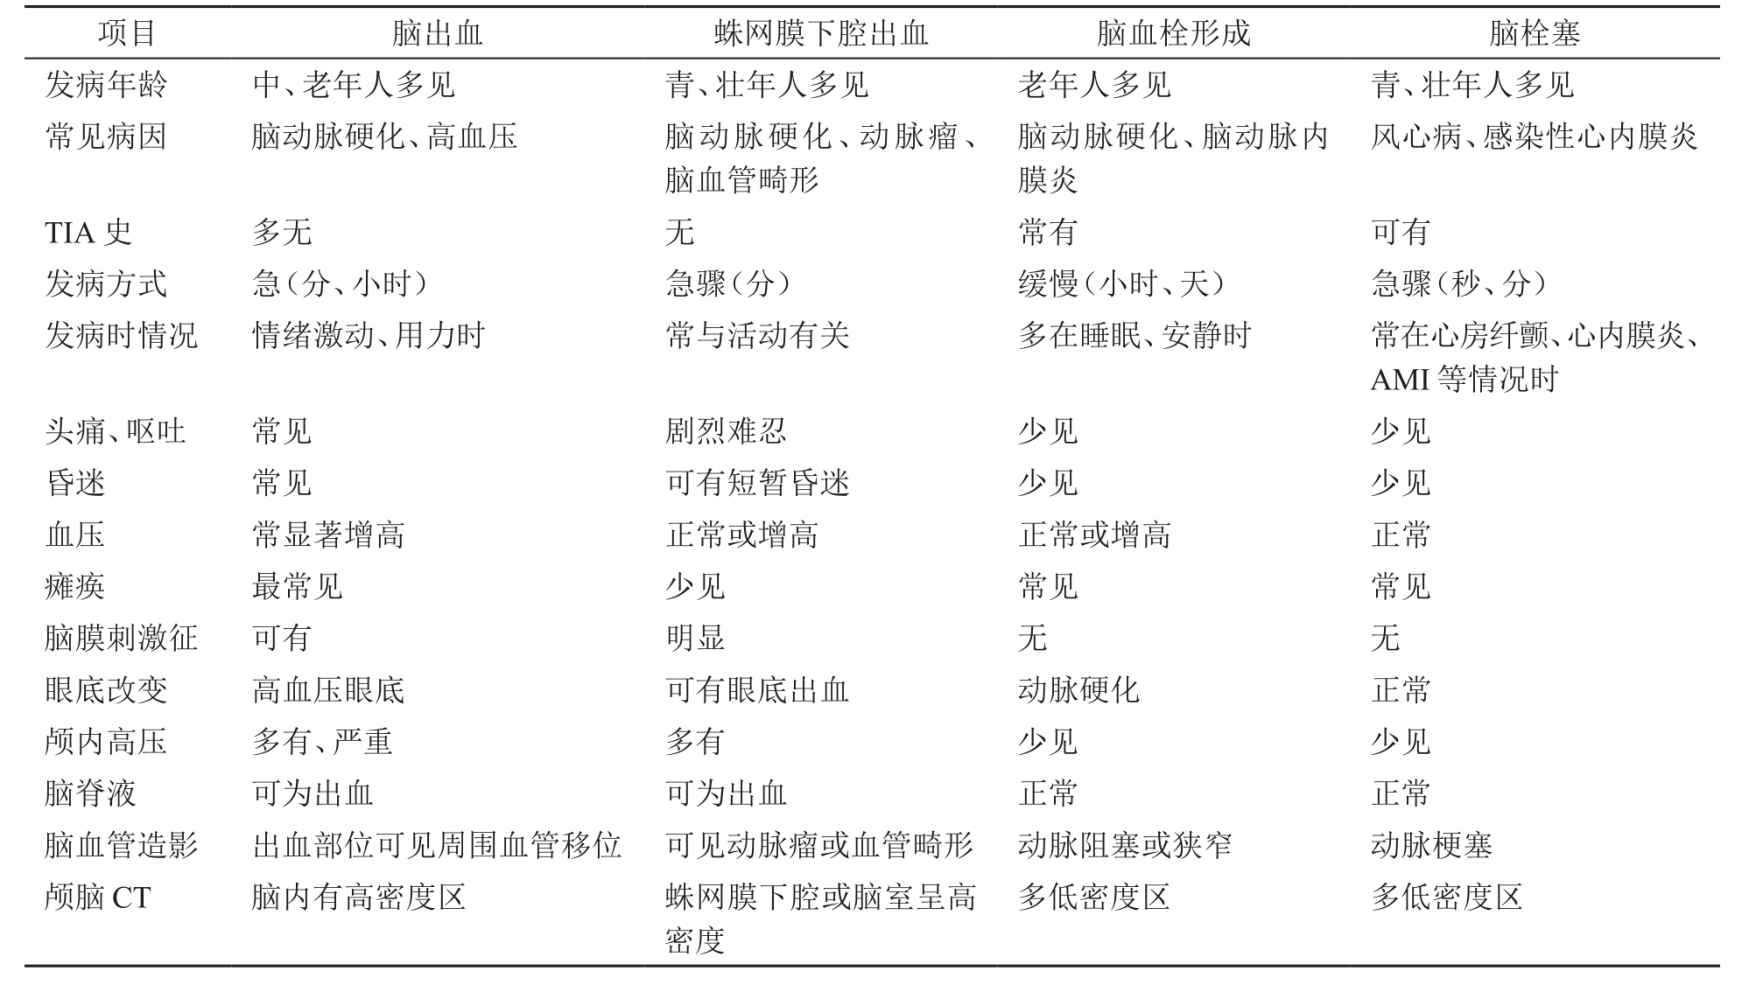 项目 脑出血 蛛网膜下腔出血 脑血栓形成 脑栓塞
发病年龄 中、老年人多见 青、壮年人多见 老年人多见 青、壮年人多见
常见病因 脑动脉硬化、高血压 脑动脉硬化、动脉瘤、 脑动脉硬化、脑动脉内 风心病、感染性心内膜炎
脑血管畸形 膜炎
TIA 史 多无 无 常有 可有
发病方式 急（分、小时） 急骤（分） 缓慢（小时、天） 急骤（秒、分）
发病时情况 情绪激动、用力时 常与活动有关 多在睡眠、安静时 常在心房纤颤、心内膜炎、
AMI 等情况时
头痛、呕吐 常见 剧烈难忍 少见 少见
昏迷 常见 可有短暂昏迷 少见 少见
血压 常显著增高 正常或增高 正常或增高 正常
瘫痪 最常见 少见 常见 常见
脑膜刺激征 可有 明显 无 无
眼底改变 高血压眼底 可有眼底出血 动脉硬化 正常
颅内高压 多有、严重 多有 少见 少见
脑脊液 可为出血 可为出血 正常 正常
脑血管造影 出血部位可见周围血管移位 可见动脉瘤或血管畸形 动脉阻塞或狭窄 动脉梗塞
颅脑 CT 脑内有高密度区 蛛网膜下腔或脑室呈高 多低密度区 多低密度区
密度